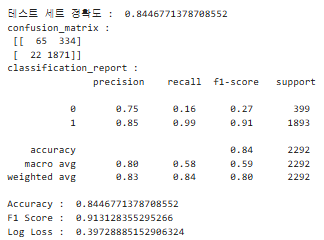 테스트 세트 정확도 :  0.8446771378708552
confusion_matrix :
[[  65  334]
[  22 1871]]
classification_report :
precision    recall  f1-score   support
0       0.75      0.16      0.27       399
1       0.85      0.99      0.91      1893
accuracy                           0.84      2292
macro avg       0.80      0.58      0.59      2292
weighted avg       0.83      0.84      0.80      2292
Accuracy :  0.8446771378708552
F1 Score :  0.913128355295266
Log Loss :  0.39728885152906324